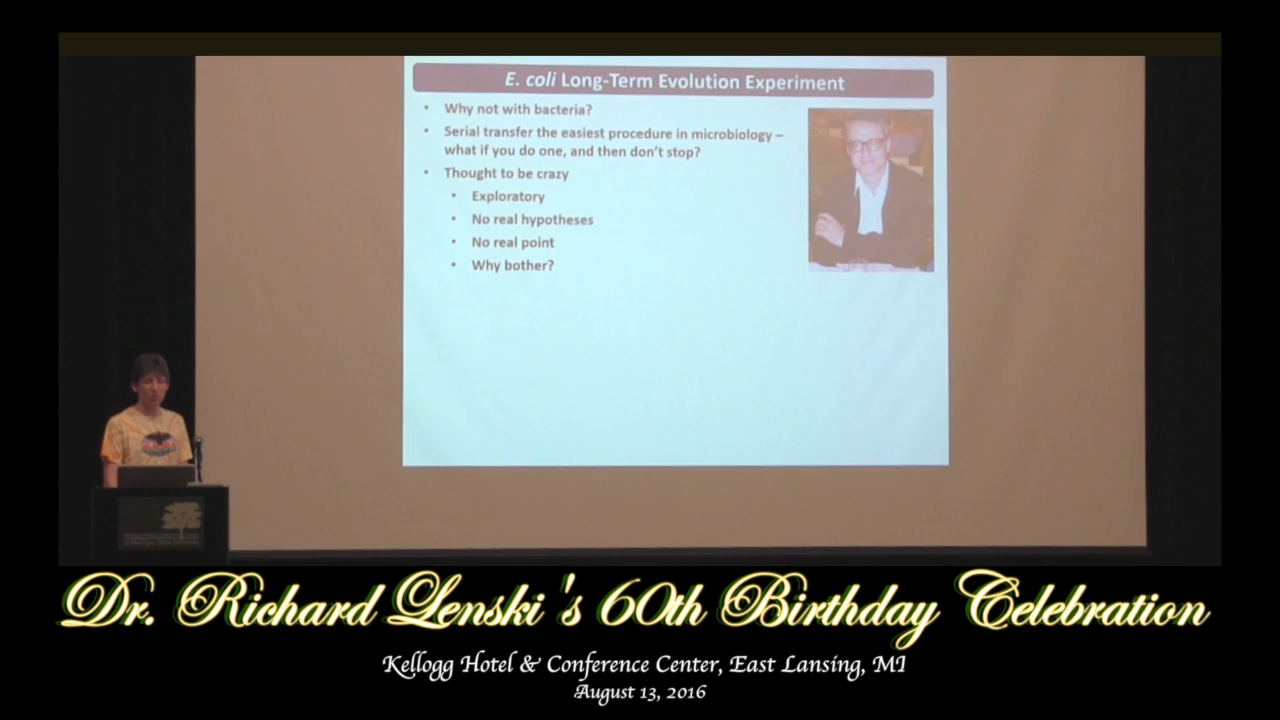 E. coli Long-Term Evolution Experiment
• Why not with bacteria?
• Serial transfer the easiest procedure in microbiology –
what if you do one, and then don't stop?
• Thought to be crazy
• Exploratory
• No real hypotheses
• No real point
• Why bother?
Dr. Richard Lenski's 60th Birthday Celebration
Kellogg Hotel & Conference Center, East Lansing, MI
August 13, 2016